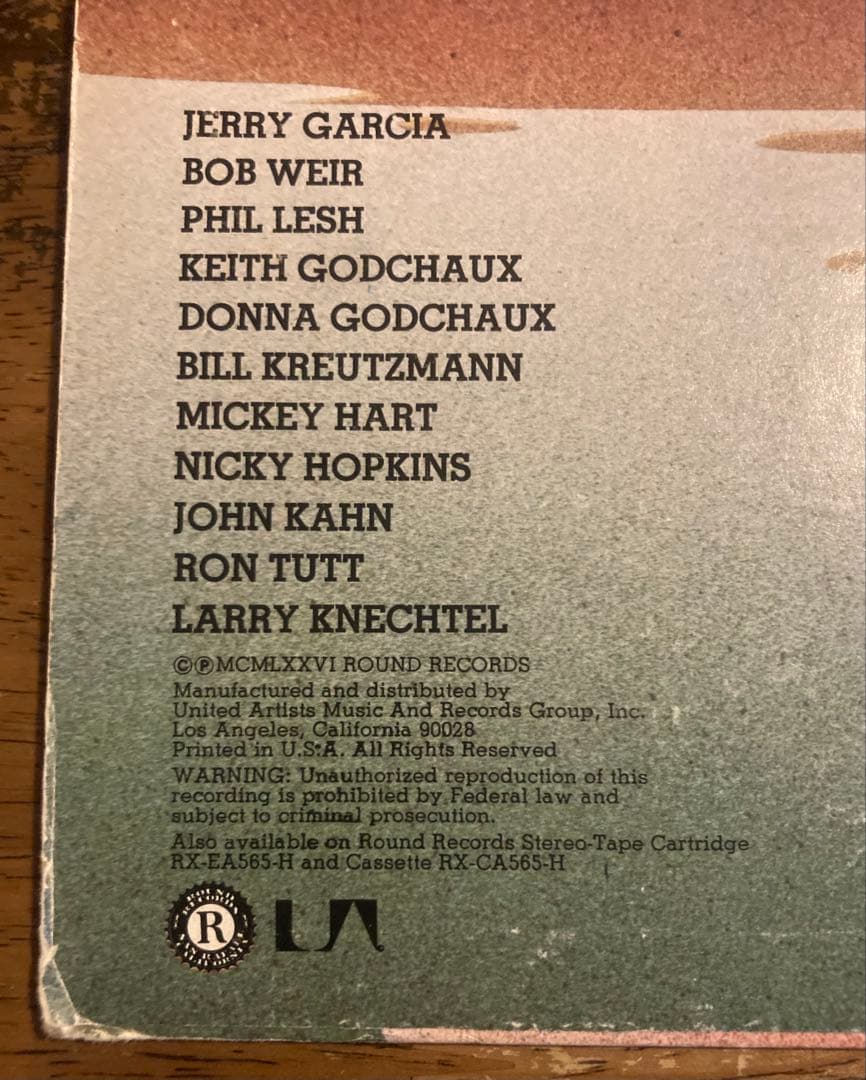 JERRY GARCIA
BOB WEIR
PHIL LESH
KEITH GODCHAUX
DONNA GODCHAUX
BILL KREUTZMANN
MICKEY HART
NICKY HOPKINS
JOHN KAHN
RON TUTT
LARRY KNECHTEL
©℗MCMLXXVI ROUND RECORDS
Manufactured and distributed by
United Artists Music And Records Group, Inc.
Los Angeles, California 90028
Printed in U.S.A. All Rights Reserved
WARNING: Unauthorized reproduction of this
recording is prohibited by Federal law and
subject to criminal prosecution.
Also available on Round Records Stereo-Tape Cartridge
RX-EA565-H and Cassette RX-CA565-H
ROUND RECORDS
R
UA